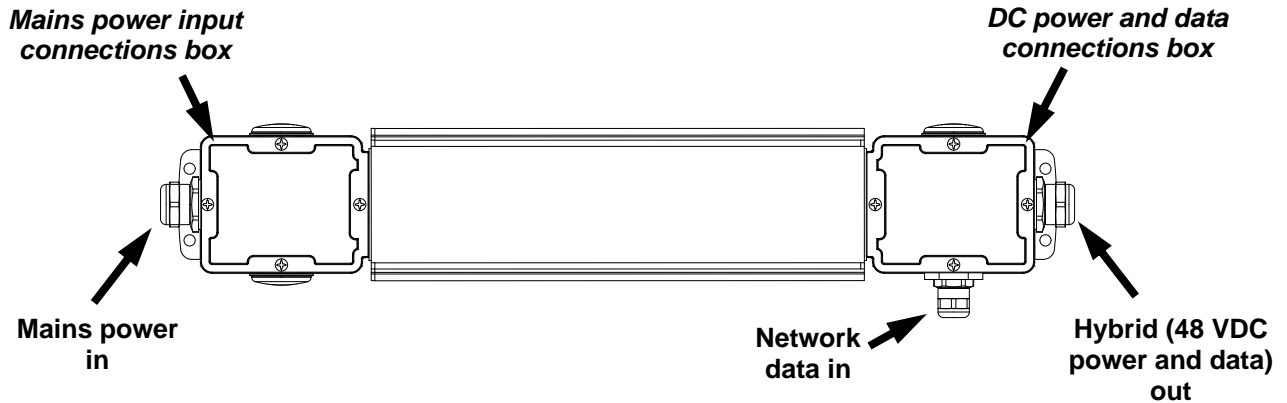 Mains power input
connections box
DC power and data
connections box
Mains power
in
Network
data in
Hybrid (48 VDC
power and data)
out